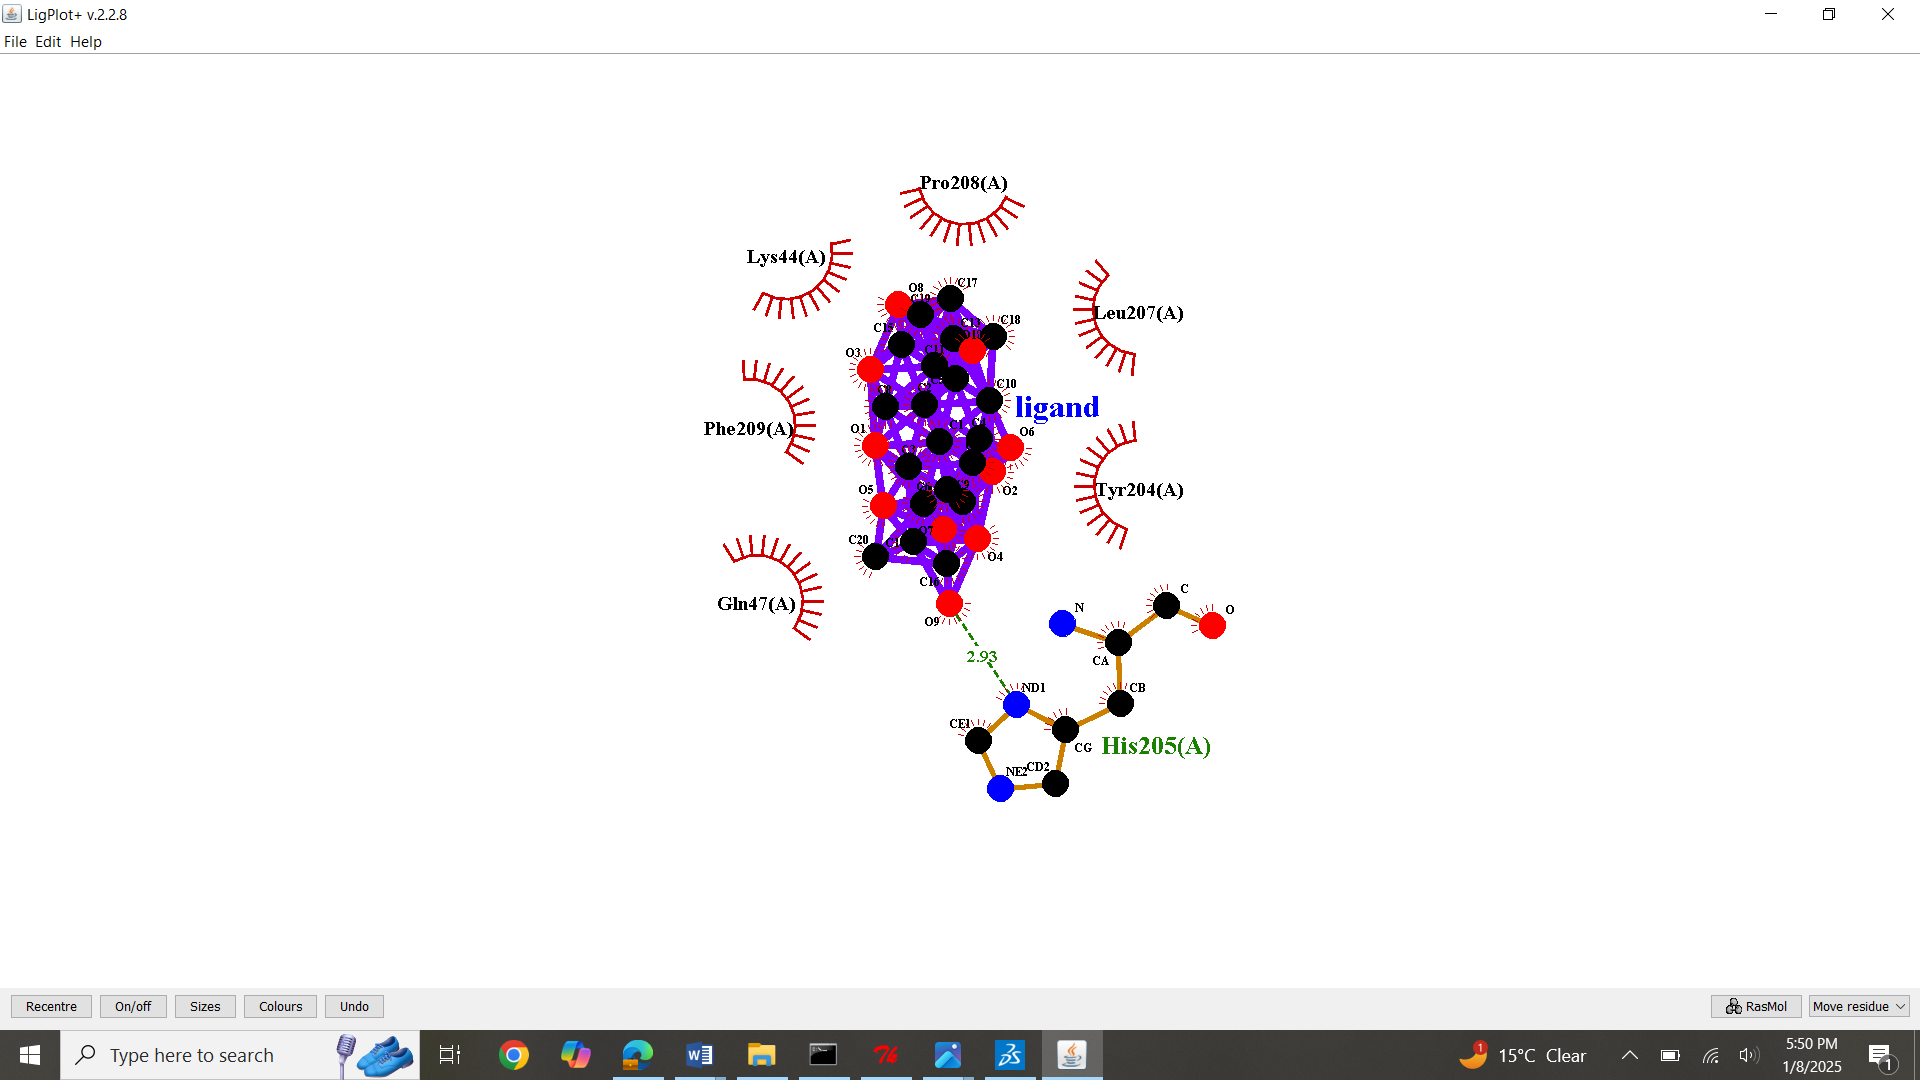 LigPlot+ v.2.2.8
File Edit Help
Pro208(A)
Lys44(A)
C17
O8
Leu207(A)
C18
O3
C10
ligand
Phe209(A)
O1
C1
O6
O5
O2
Tyr204(A)
C20
O4
C16
Gln47(A)
O9
N
C
O
2.93
CA
ND1
CB
CE1
CG
His205(A)
NE2
CD2
Recentre On/off Sizes Colours Undo RasMol Move residue
Type here to search
15°C Clear
5:50 PM
1/8/2025
1
1